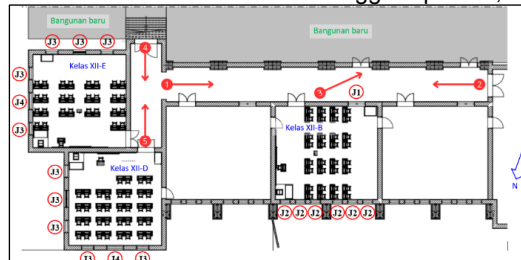 Bangunan baru
Bangunan baru
J3 J3 J3
4
Kelas XII-E
J3
1
2
3
J4
J1
Kelas XII-B
J3
5
Kelas XII-D
J3
J3
N
J3
J2 J2 J2 J2 J2 J2
J3 J4 J3